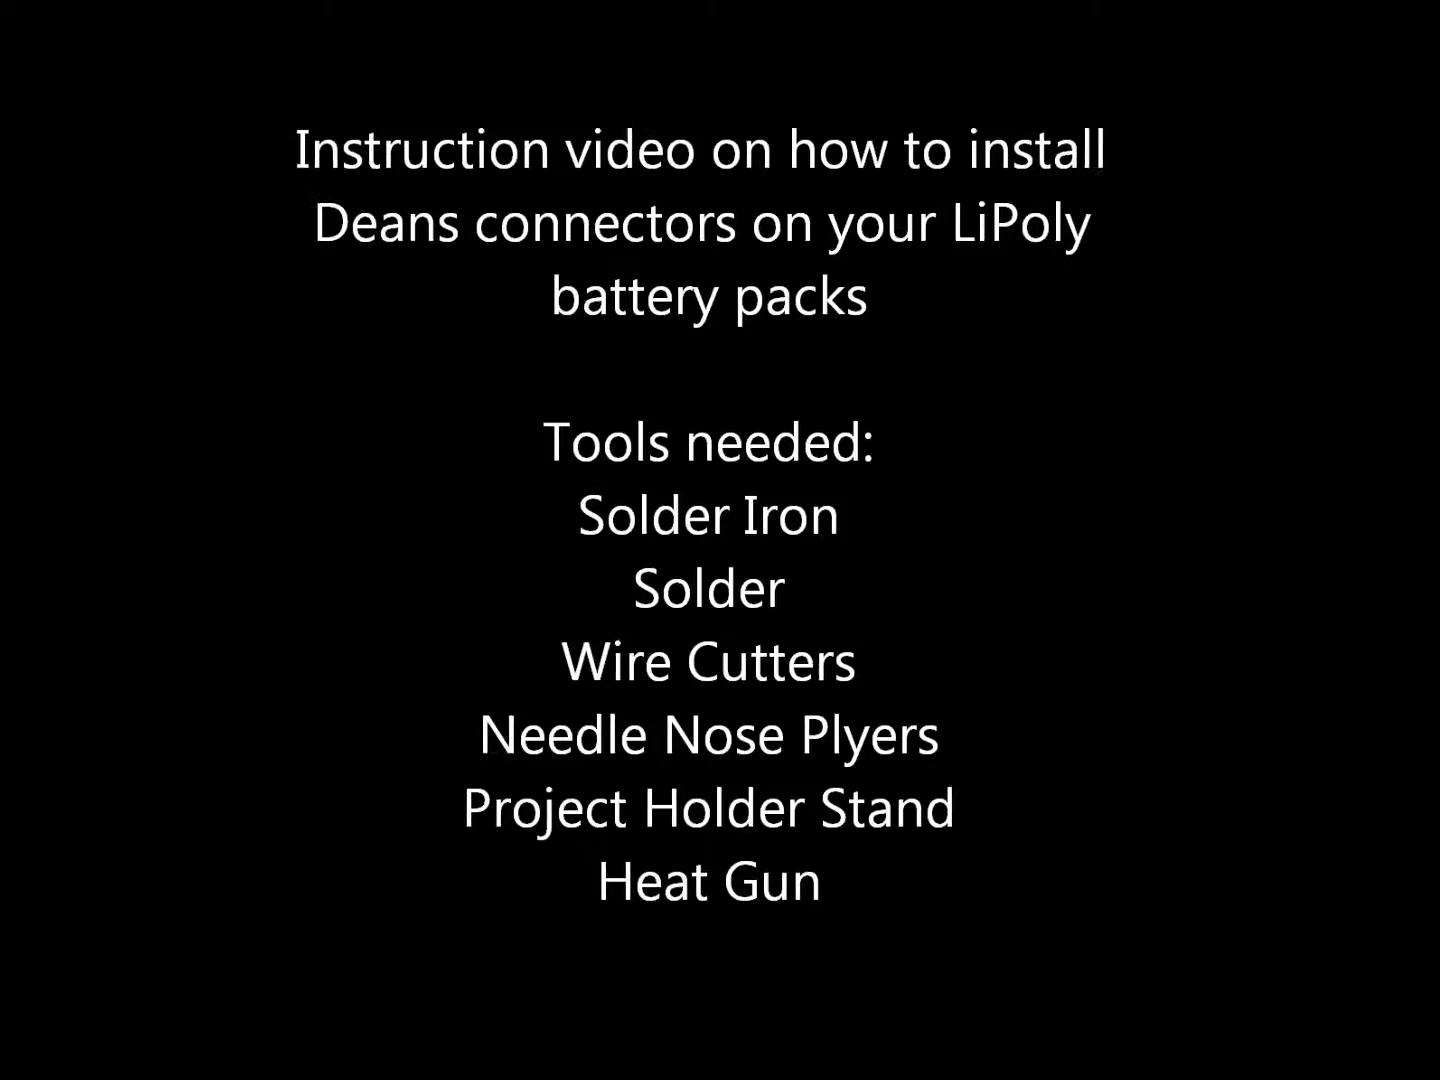 Instruction video on how to install
Deans connectors on your LiPoly
battery packs
Tools needed:
Solder Iron
Solder
Wire Cutters
Needle Nose Plyers
Project Holder Stand
Heat Gun